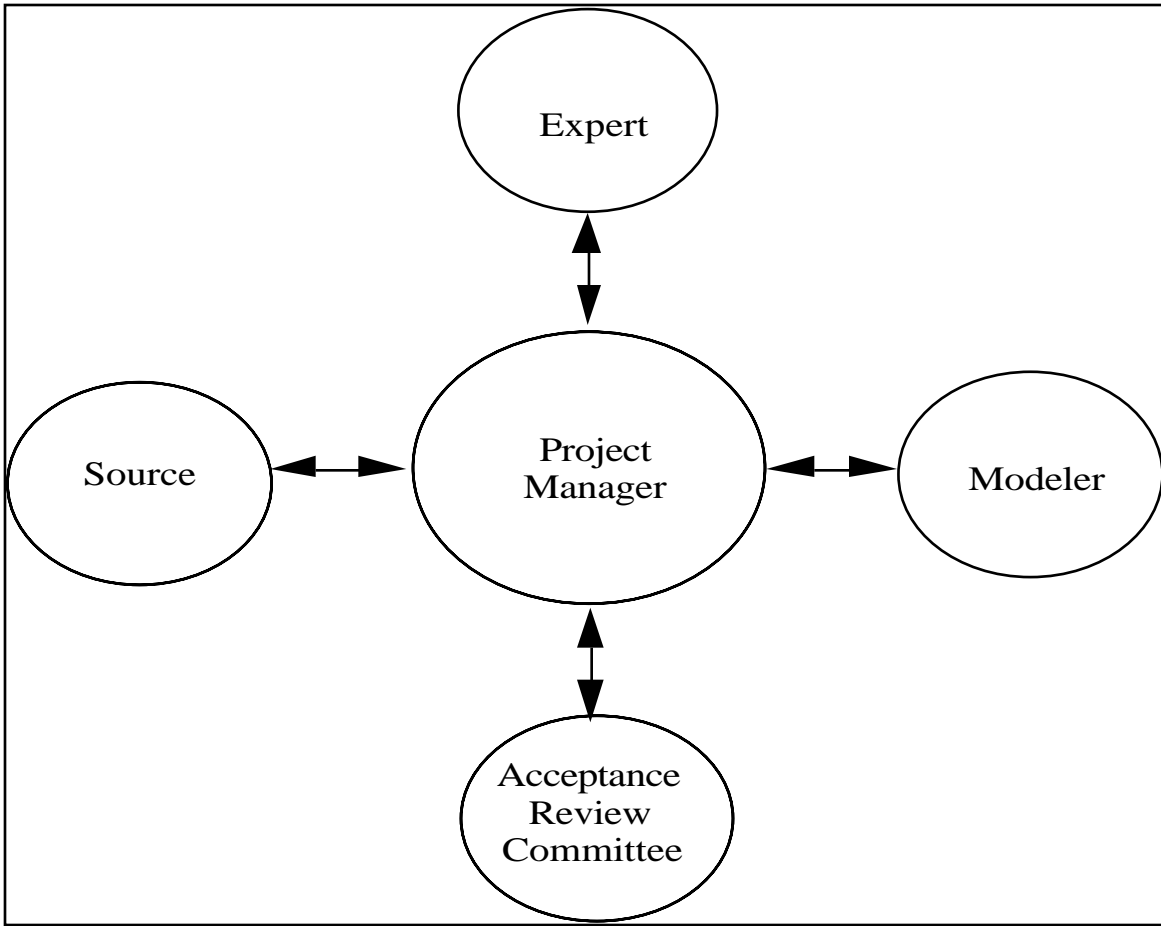 Expert
Source
Project
Manager
Modeler
Acceptance
Review
Committee